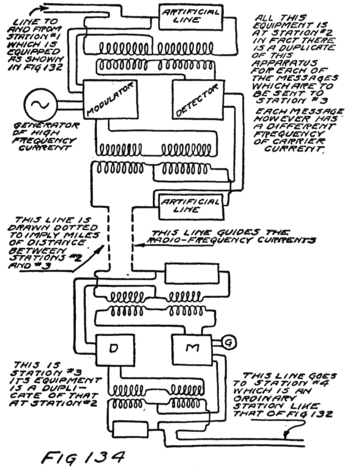 LINE TO
AND FROM
STATION #1
WHICH IS
EQUIPPED
AS SHOWN
IN FIG 132
ARTIFICIAL
LINE
ALL THIS
EQUIPMENT IS
AT STATION #2
IN FACT THERE
IS A DUPLICATE
OF THIS
APPARATUS
FOR EACH OF
THE MESSAGES
WHICH ARE TO
BE SENT TO
STATION #3
EACH MESSAGE
HOWEVER HAS
A DIFFERENT
FREQUENCY
OF CARRIER
CURRENT.
MODULATOR
DETECTOR
GENERATOR
OF HIGH
FREQUENCY
CURRENT
ARTIFICIAL
LINE
THIS LINE IS
DRAWN DOTTED
TO IMPLY MILES
OF DISTANCE
BETWEEN
STATIONS #2
AND #3
THIS LINE GUIDES THE
RADIO-FREQUENCY CURRENTS
D
M
G
THIS IS
STATION #3
ITS EQUIPMENT
IS A DUPLI-
CATE OF THAT
AT STATION #2
THIS LINE GOES
TO STATION #4
WHICH IS AN
ORDINARY
STATION LIKE
THAT OF FIG 132
FIG 134